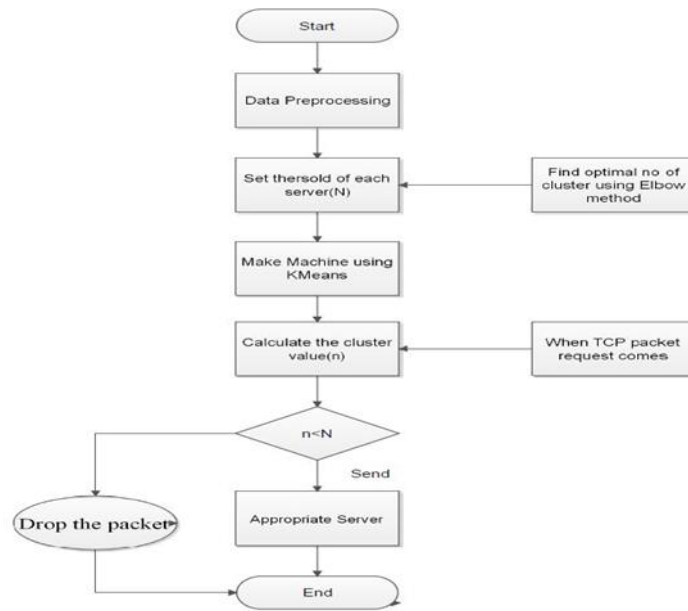 Start
Data Preprocessing
Set thersold of each
server(N)
Find optimal no of
cluster using Elbow
method
Make Machine using
KMeans
Calculate the cluster
value(n)
When TCP packet
request comes
n<N
Send
Drop the packet
Appropriate Server
End